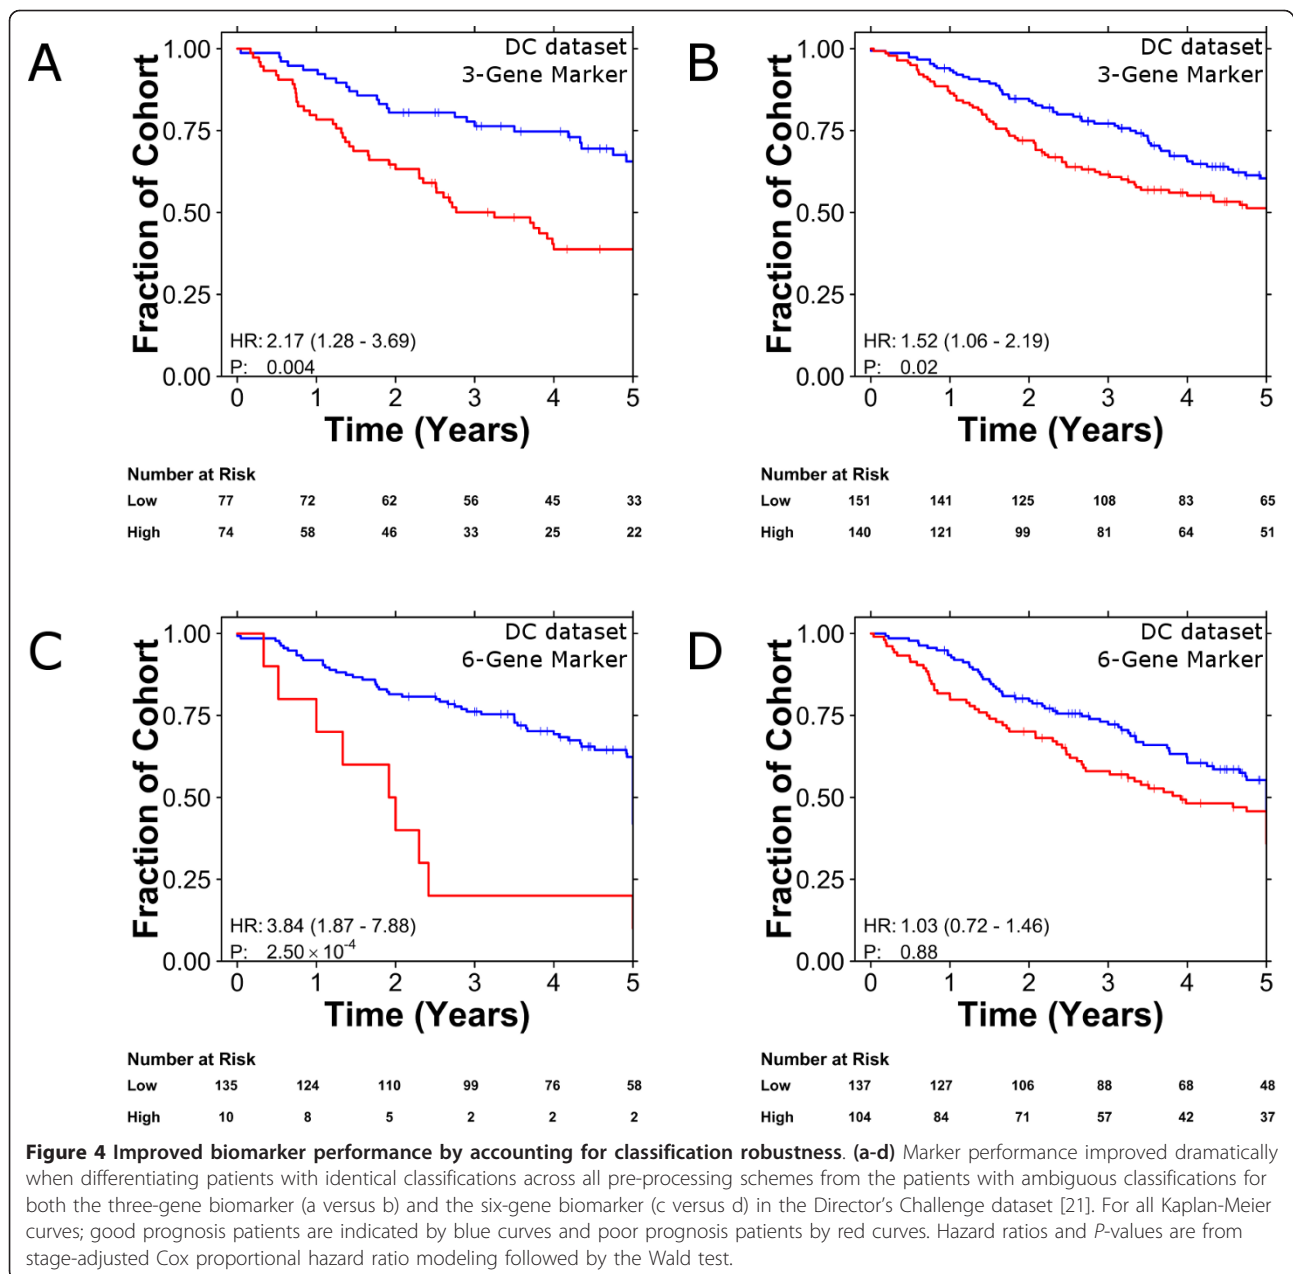 A
DC dataset
3-Gene Marker
Fraction of Cohort
1.00
0.75
0.50
0.25
0.00
HR: 2.17 (1.28 - 3.69)
P: 0.004
0 1 2 3 4 5
Time (Years)
Number at Risk
Low 77 72 62 56 45 33
High 74 58 46 33 25 22
B
DC dataset
3-Gene Marker
Fraction of Cohort
1.00
0.75
0.50
0.25
0.00
HR: 1.52 (1.06 - 2.19)
P: 0.02
0 1 2 3 4 5
Time (Years)
Number at Risk
Low 151 141 125 108 83 65
High 140 121 99 81 64 51
C
DC dataset
6-Gene Marker
Fraction of Cohort
1.00
0.75
0.50
0.25
0.00
HR: 3.84 (1.87 - 7.88)
P: 2.50 × 10⁻⁴
0 1 2 3 4 5
Time (Years)
Number at Risk
Low 135 124 110 99 76 58
High 10 8 5 2 2 2
D
DC dataset
6-Gene Marker
Fraction of Cohort
1.00
0.75
0.50
0.25
0.00
HR: 1.03 (0.72 - 1.46)
P: 0.88
0 1 2 3 4 5
Time (Years)
Number at Risk
Low 137 127 106 88 68 48
High 104 84 71 57 42 37
Figure 4 Improved biomarker performance by accounting for classification robustness. (a-d) Marker performance improved dramatically
when differentiating patients with identical classifications across all pre-processing schemes from the patients with ambiguous classifications for
both the three-gene biomarker (a versus b) and the six-gene biomarker (c versus d) in the Director's Challenge dataset [21]. For all Kaplan-Meier
curves; good prognosis patients are indicated by blue curves and poor prognosis patients by red curves. Hazard ratios and P-values are from
stage-adjusted Cox proportional hazard ratio modeling followed by the Wald test.